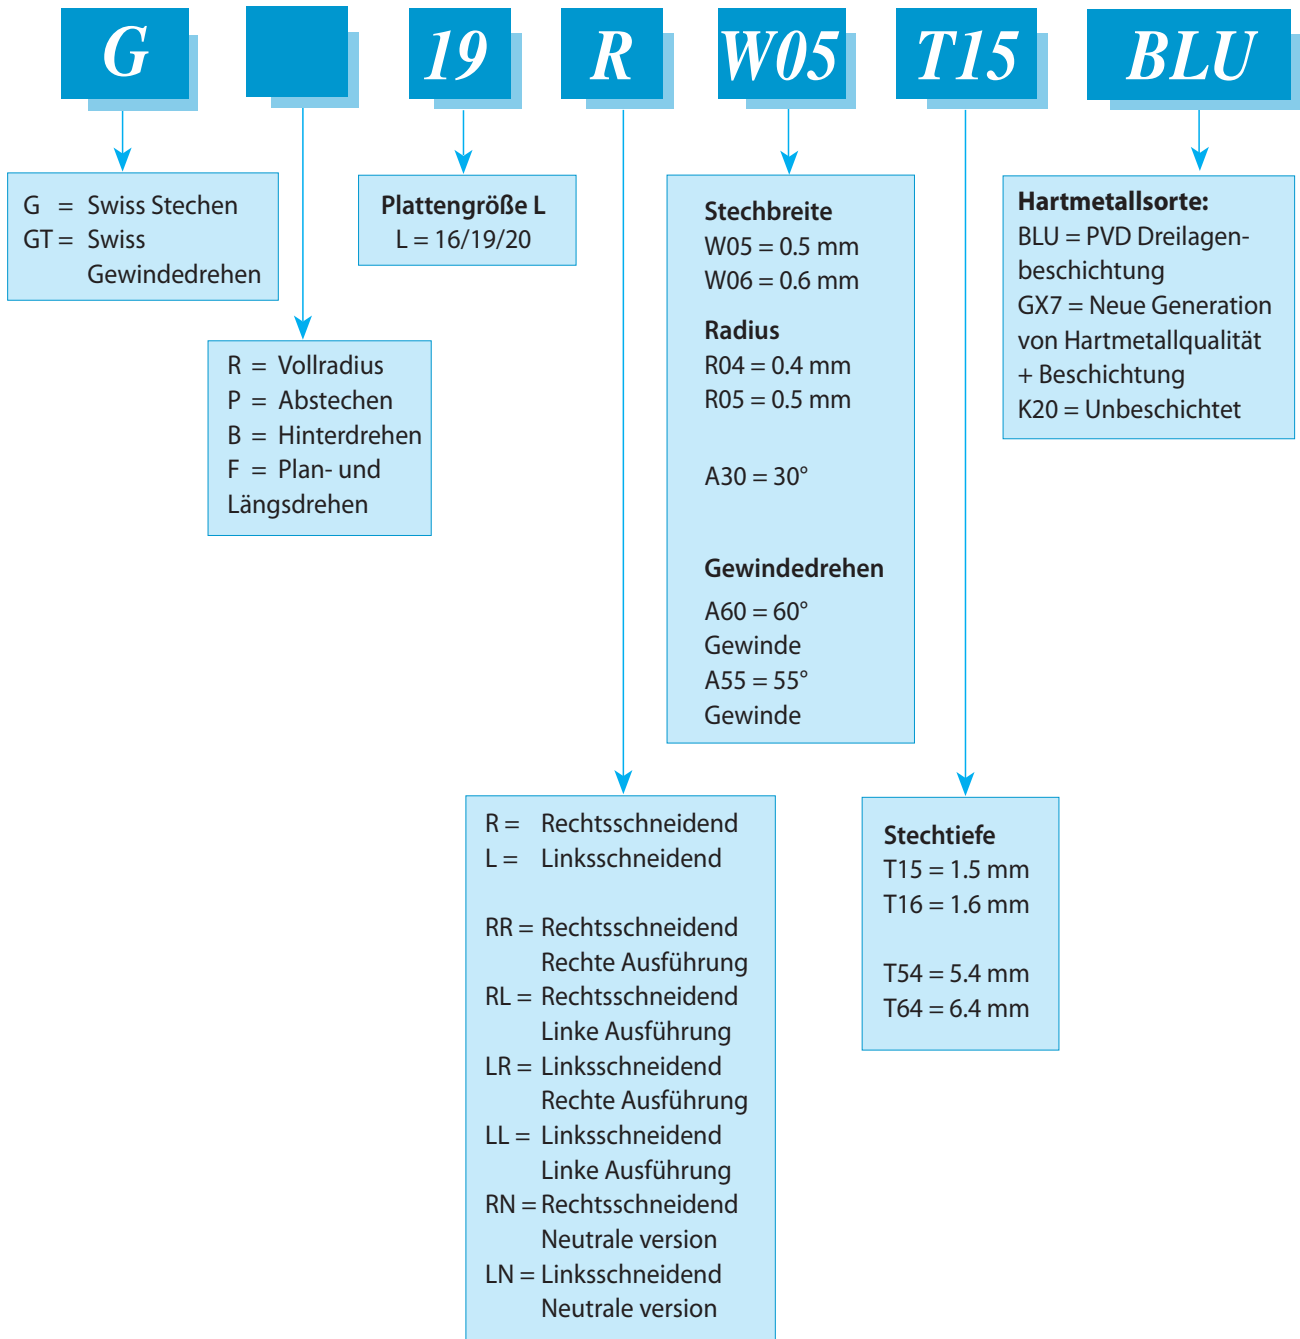 G 19 R W05 T15 BLU
G = Swiss Stechen
GT = Swiss
Gewindedrehen
R = Vollradius
P = Abstechen
B = Hinterdrehen
F = Plan- und
Längsdrehen
Plattengröße L
L = 16/19/20
R = Rechtsschneidend
L = Linksschneidend
RR = Rechtsschneidend
Rechte Ausführung
RL = Rechtsschneidend
Linke Ausführung
LR = Linksschneidend
Rechte Ausführung
LL = Linksschneidend
Linke Ausführung
RN = Rechtsschneidend
Neutrale version
LN = Linksschneidend
Neutrale version
Stechbreite
W05 = 0.5 mm
W06 = 0.6 mm
Radius
R04 = 0.4 mm
R05 = 0.5 mm
A30 = 30°
Gewindedrehen
A60 = 60°
Gewinde
A55 = 55°
Gewinde
Stechtiefe
T15 = 1.5 mm
T16 = 1.6 mm
T54 = 5.4 mm
T64 = 6.4 mm
Hartmetallsorte:
BLU = PVD Dreilagen-
beschichtung
GX7 = Neue Generation
von Hartmetallqualität
+ Beschichtung
K20 = Unbeschichtet